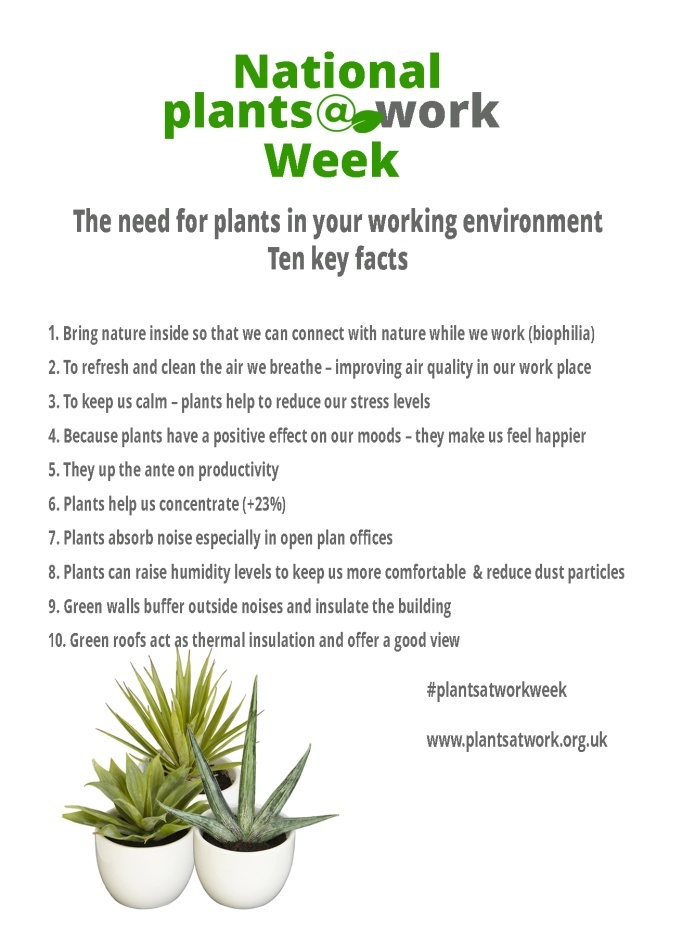 National
plants@work
Week
The need for plants in your working environment
Ten key facts
1. Bring nature inside so that we can connect with nature while we work (biophilia)
2. To refresh and clean the air we breathe – improving air quality in our work place
3. To keep us calm – plants help to reduce our stress levels
4. Because plants have a positive effect on our moods – they make us feel happier
5. They up the ante on productivity
6. Plants help us concentrate (+23%)
7. Plants absorb noise especially in open plan offices
8. Plants can raise humidity levels to keep us more comfortable  & reduce dust particles
9. Green walls buffer outside noises and insulate the building
10. Green roofs act as thermal insulation and offer a good view
#plantsatworkweek
www.plantsatwork.org.uk